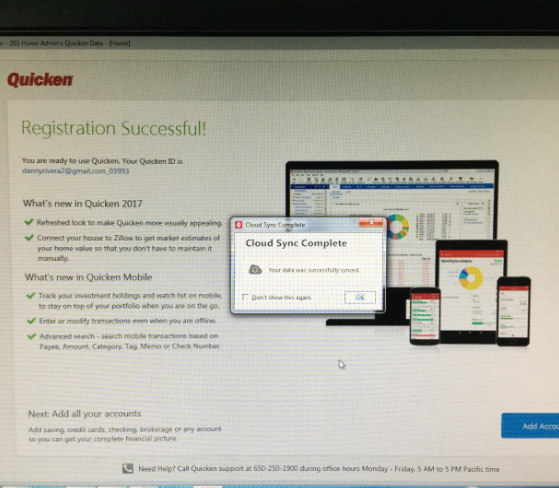 203 Home Admin's Quicken Data - [Home]
Quicken
Registration Successful!
You are ready to use Quicken. Your Quicken ID is
dannyrivera2@gmail.com_03993
What's new in Quicken 2017
Refreshed look to make Quicken more visually appealing.
Connect your house to Zillow to get market estimates of
your home value so that you don't have to maintain it
manually.
What's new in Quicken Mobile
Track your investment holdings and watch list on mobile,
to stay on top of your portfolio when you are on the go.
Enter or modify transactions even when you are offline.
Advanced search - search mobile transactions based on
Payee, Amount, Category, Tag, Memo or Check Number.
Cloud Sync Complete
Cloud Sync Complete
Your data was successfully synced.
Don't show this again
OK
Spending by category
Next: Add all your accounts
Add saving, credit cards, checking, brokerage or any account
so you can get your complete financial picture.
Add Accou
Need Help? Call Quicken support at 650-250-1900 during office hours Monday - Friday, 5 AM to 5 PM Pacific time